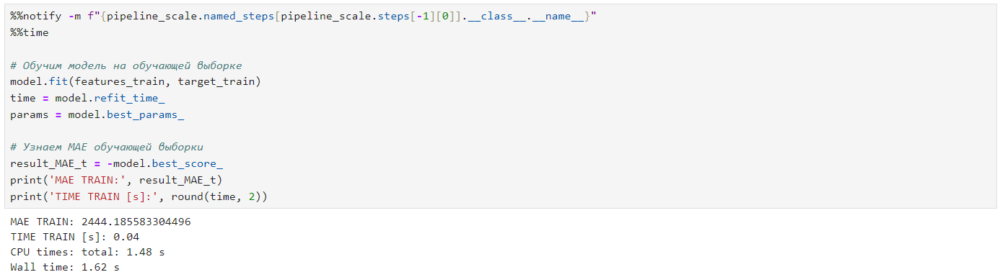 %%notify -m f"{pipeline_scale.named_steps[pipeline_scale.steps[-1][0]].__class__.__name__}"
%%time
# Обучим модель на обучающей выборке
model.fit(features_train, target_train)
time = model.refit_time_
params = model.best_params_
# Узнаем MAE обучающей выборки
result_MAE_t = -model.best_score_
print('MAE TRAIN:', result_MAE_t)
print('TIME TRAIN [s]:', round(time, 2))
MAE TRAIN: 2444.185583304496
TIME TRAIN [s]: 0.04
CPU times: total: 1.48 s
Wall time: 1.62 s